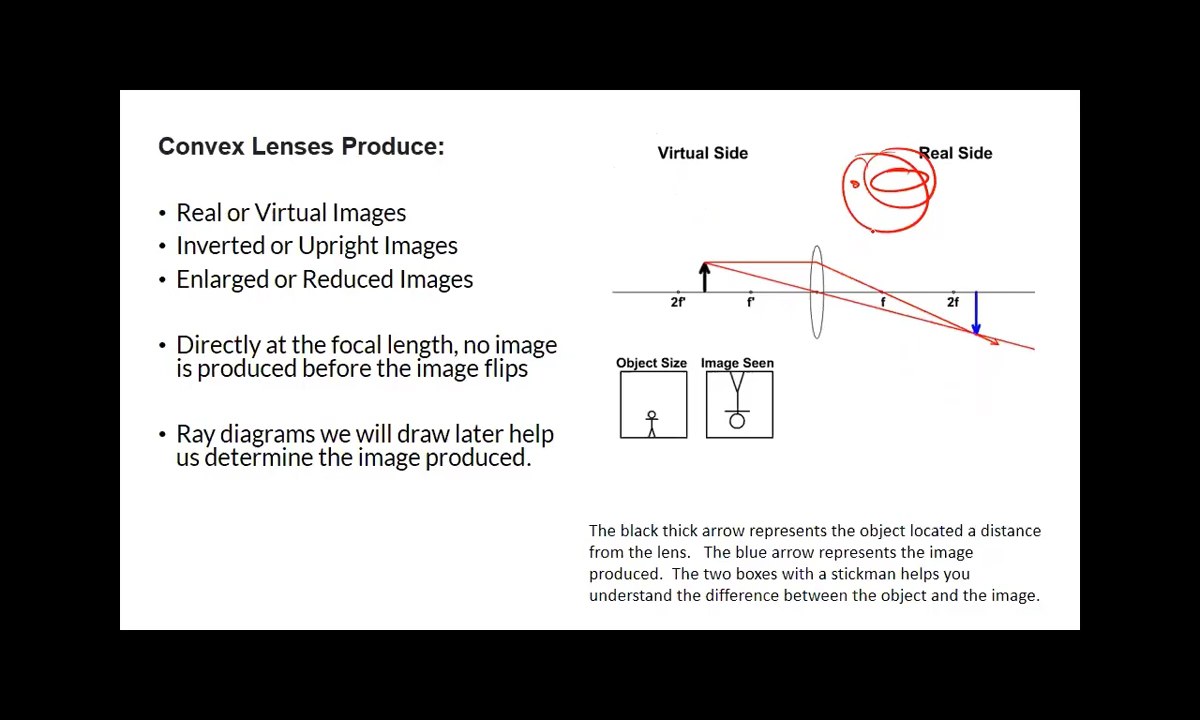 Convex Lenses Produce:
• Real or Virtual Images
• Inverted or Upright Images
• Enlarged or Reduced Images
• Directly at the focal length, no image
is produced before the image flips
• Ray diagrams we will draw later help
us determine the image produced.
Virtual Side
Real Side
2f'
f'
f
2f
Object Size
Image Seen
The black thick arrow represents the object located a distance
from the lens. The blue arrow represents the image
produced. The two boxes with a stickman helps you
understand the difference between the object and the image.